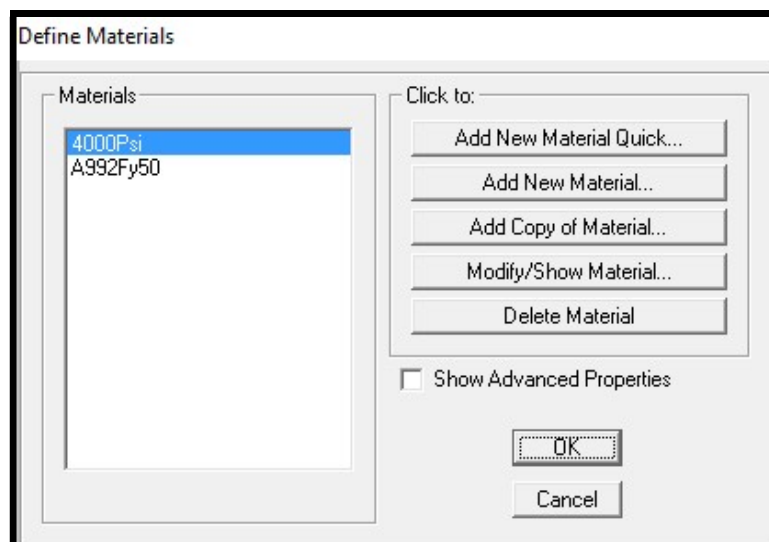 Define Materials
Materials
4000Psi
A992Fy50
Click to:
Add New Material Quick...
Add New Material...
Add Copy of Material...
Modify/Show Material...
Delete Material
Show Advanced Properties
OK
Cancel